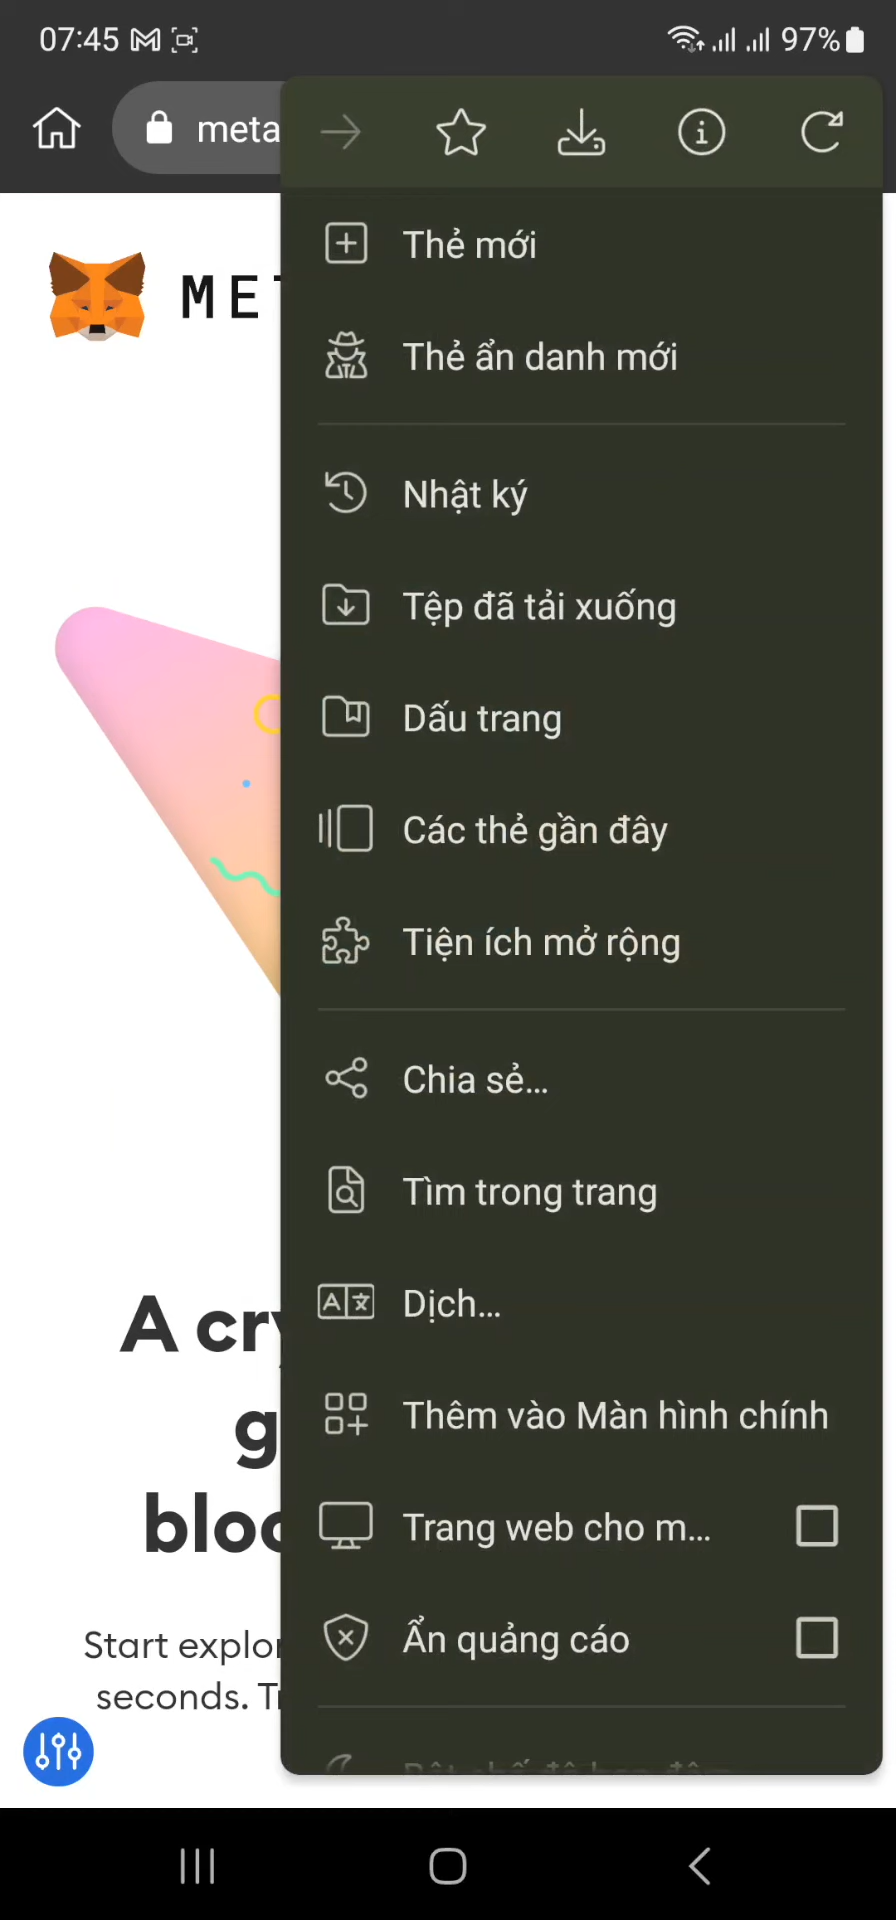 07:45
97%
meta
ME
Thẻ mới
Thẻ ẩn danh mới
Nhật ký
Tệp đã tải xuống
Dấu trang
Các thẻ gần đây
Tiện ích mở rộng
Chia sẻ...
Tìm trong trang
Dịch...
Thêm vào Màn hình chính
Trang web cho m...
Ẩn quảng cáo
A cry
g
bloc
Start explor
seconds. Tr